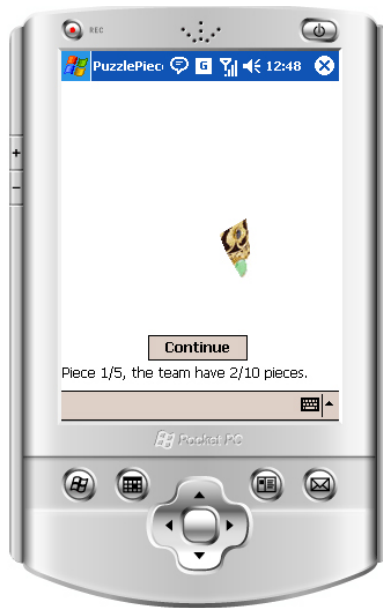 REC
PuzzlePiec G 12:48
+
−
Continue
Piece 1/5, the team have 2/10 pieces.
Pocket PC